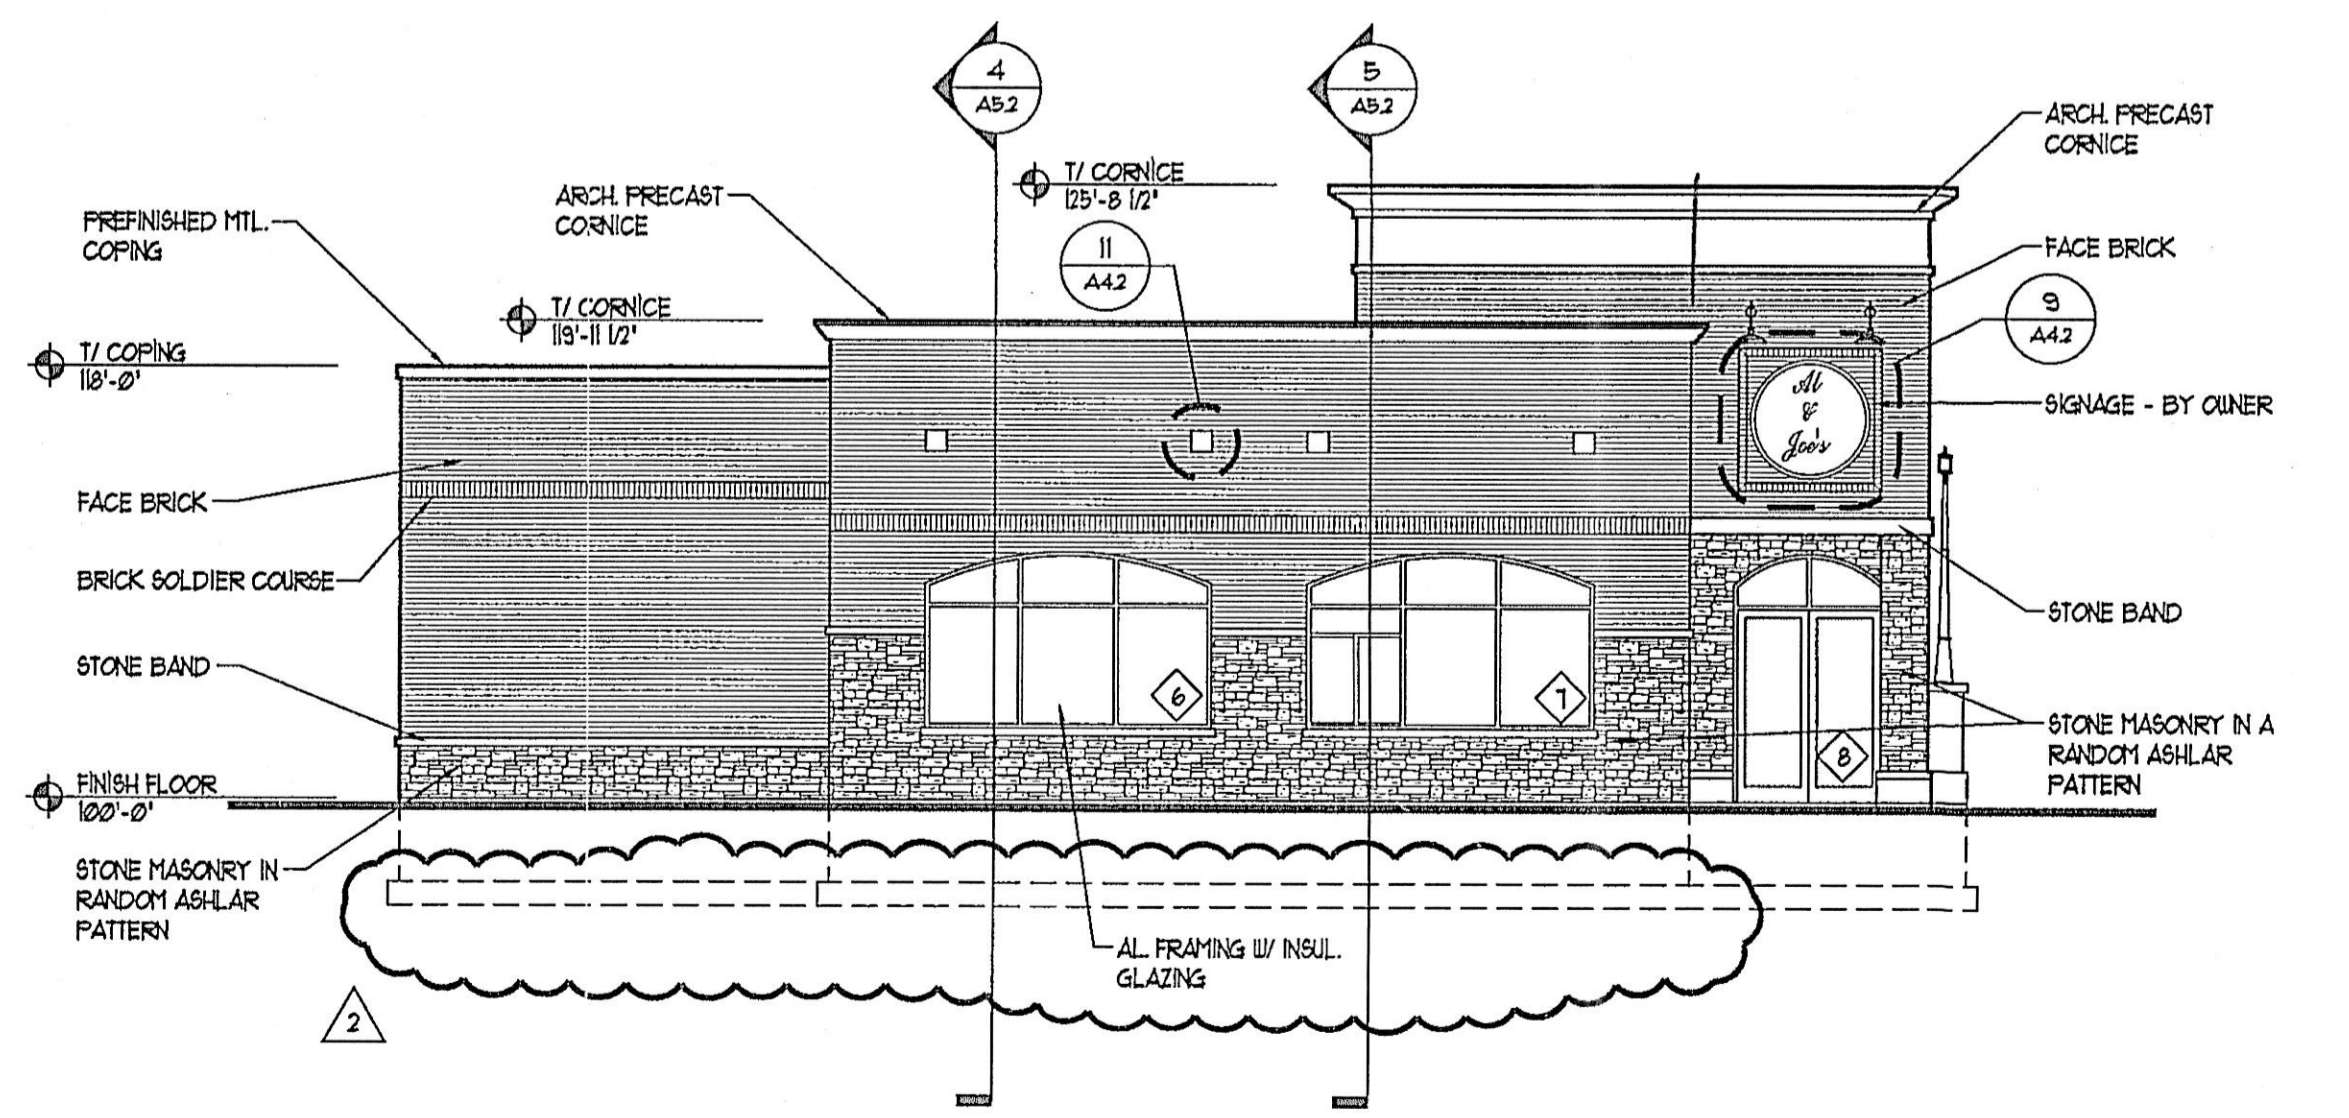 4
A5.2
5
A5.2
ARCH. PRECAST
CORNICE
T/ CORNICE
125'-8 1/2"
ARCH. PRECAST
CORNICE
PREFINISHED MTL.
COPING
11
A4.2
FACE BRICK
9
A4.2
T/ CORNICE
119'-11 1/2"
T/ COPING
118'-0"
Al
&
Joe's
SIGNAGE - BY OWNER
FACE BRICK
BRICK SOLDIER COURSE
STONE BAND
STONE BAND
6
7
8
STONE MASONRY IN A
RANDOM ASHLAR
PATTERN
FINISH FLOOR
100'-0"
STONE MASONRY IN
RANDOM ASHLAR
PATTERN
AL. FRAMING W/ INSUL.
GLAZING
2